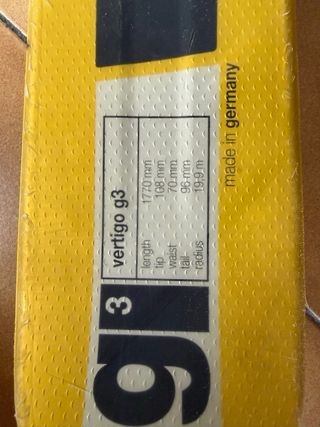 g 3
vertigo g3
length 1770 mm
tip 108 mm
waist 70 mm
tail 96 mm
radius 19,9 m
made in germany